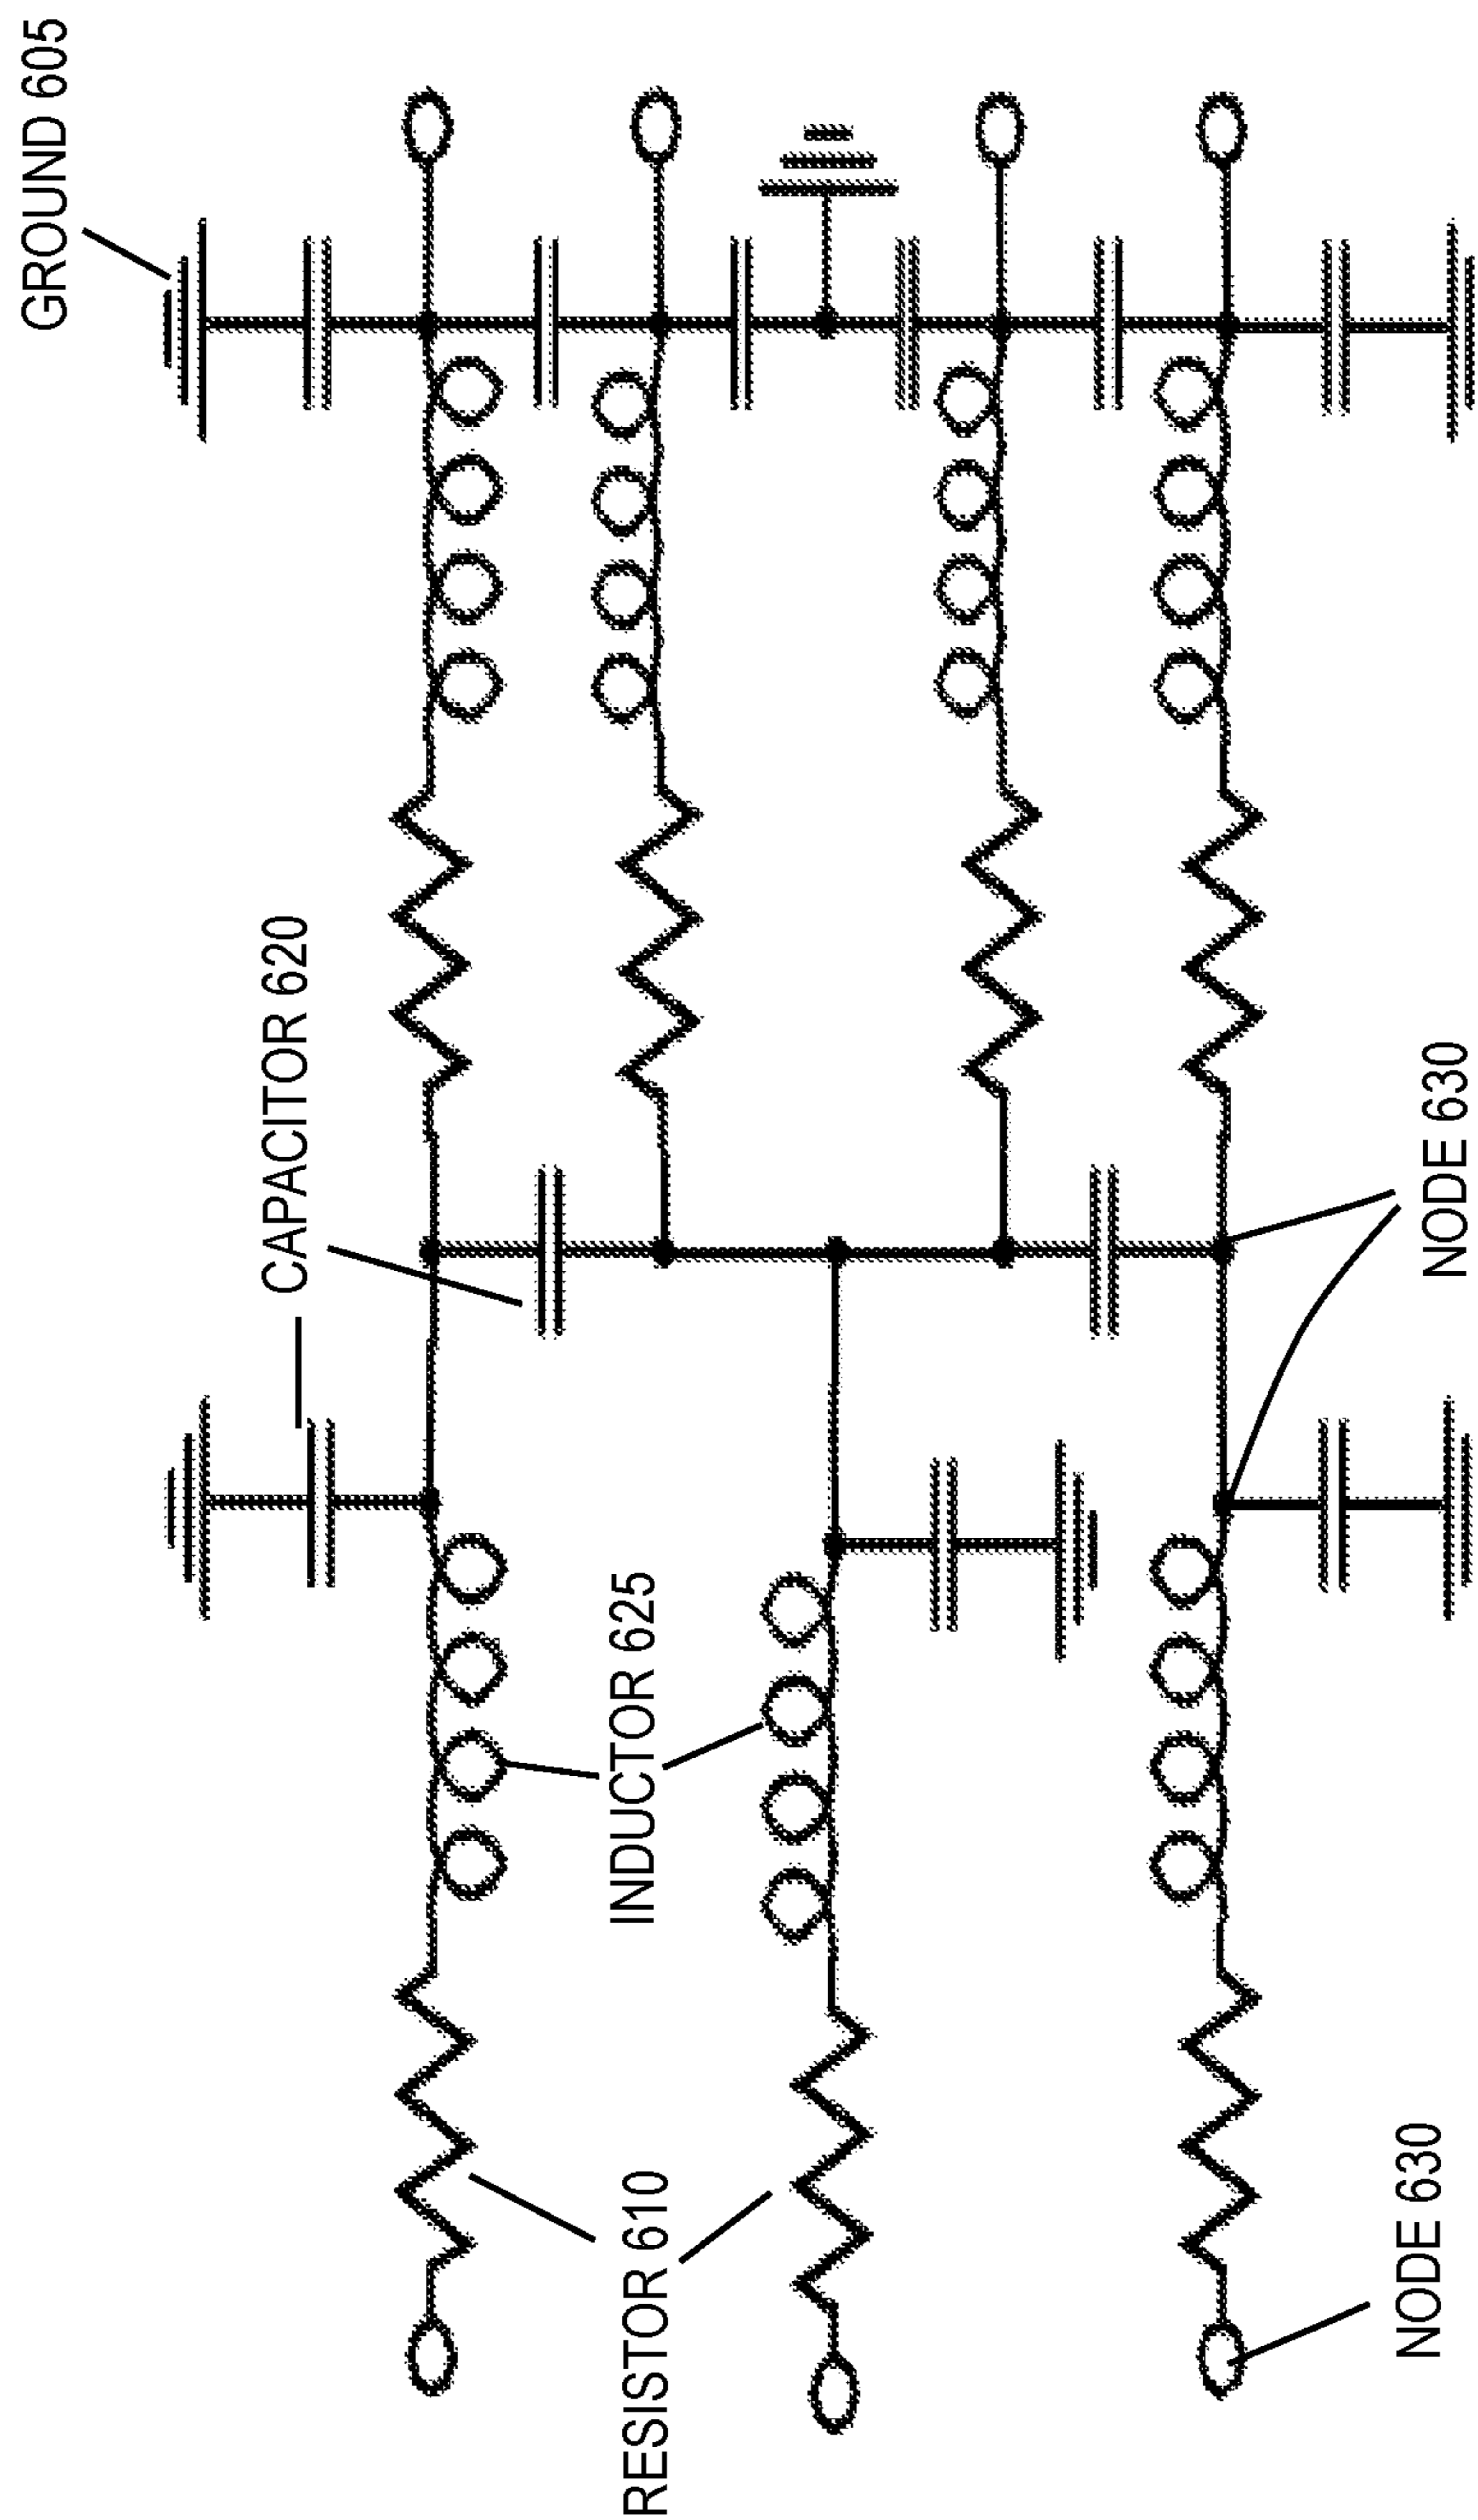 GROUND 605
CAPACITOR 620
INDUCTOR 625
RESISTOR 610
NODE 630
NODE 630